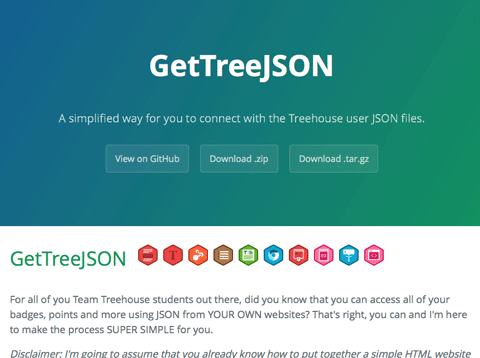 GetTreeJSON
A simplified way for you to connect with the Treehouse user JSON files.
View on GitHub
Download .zip
Download .tar.gz
GetTreeJSON
For all of you Team Treehouse students out there, did you know that you can access all of your
badges, points and more using JSON from YOUR OWN websites? That's right, you can and I'm here
to make the process SUPER SIMPLE for you.
Disclaimer: I'm going to assume that you already know how to put together a simple HTML website